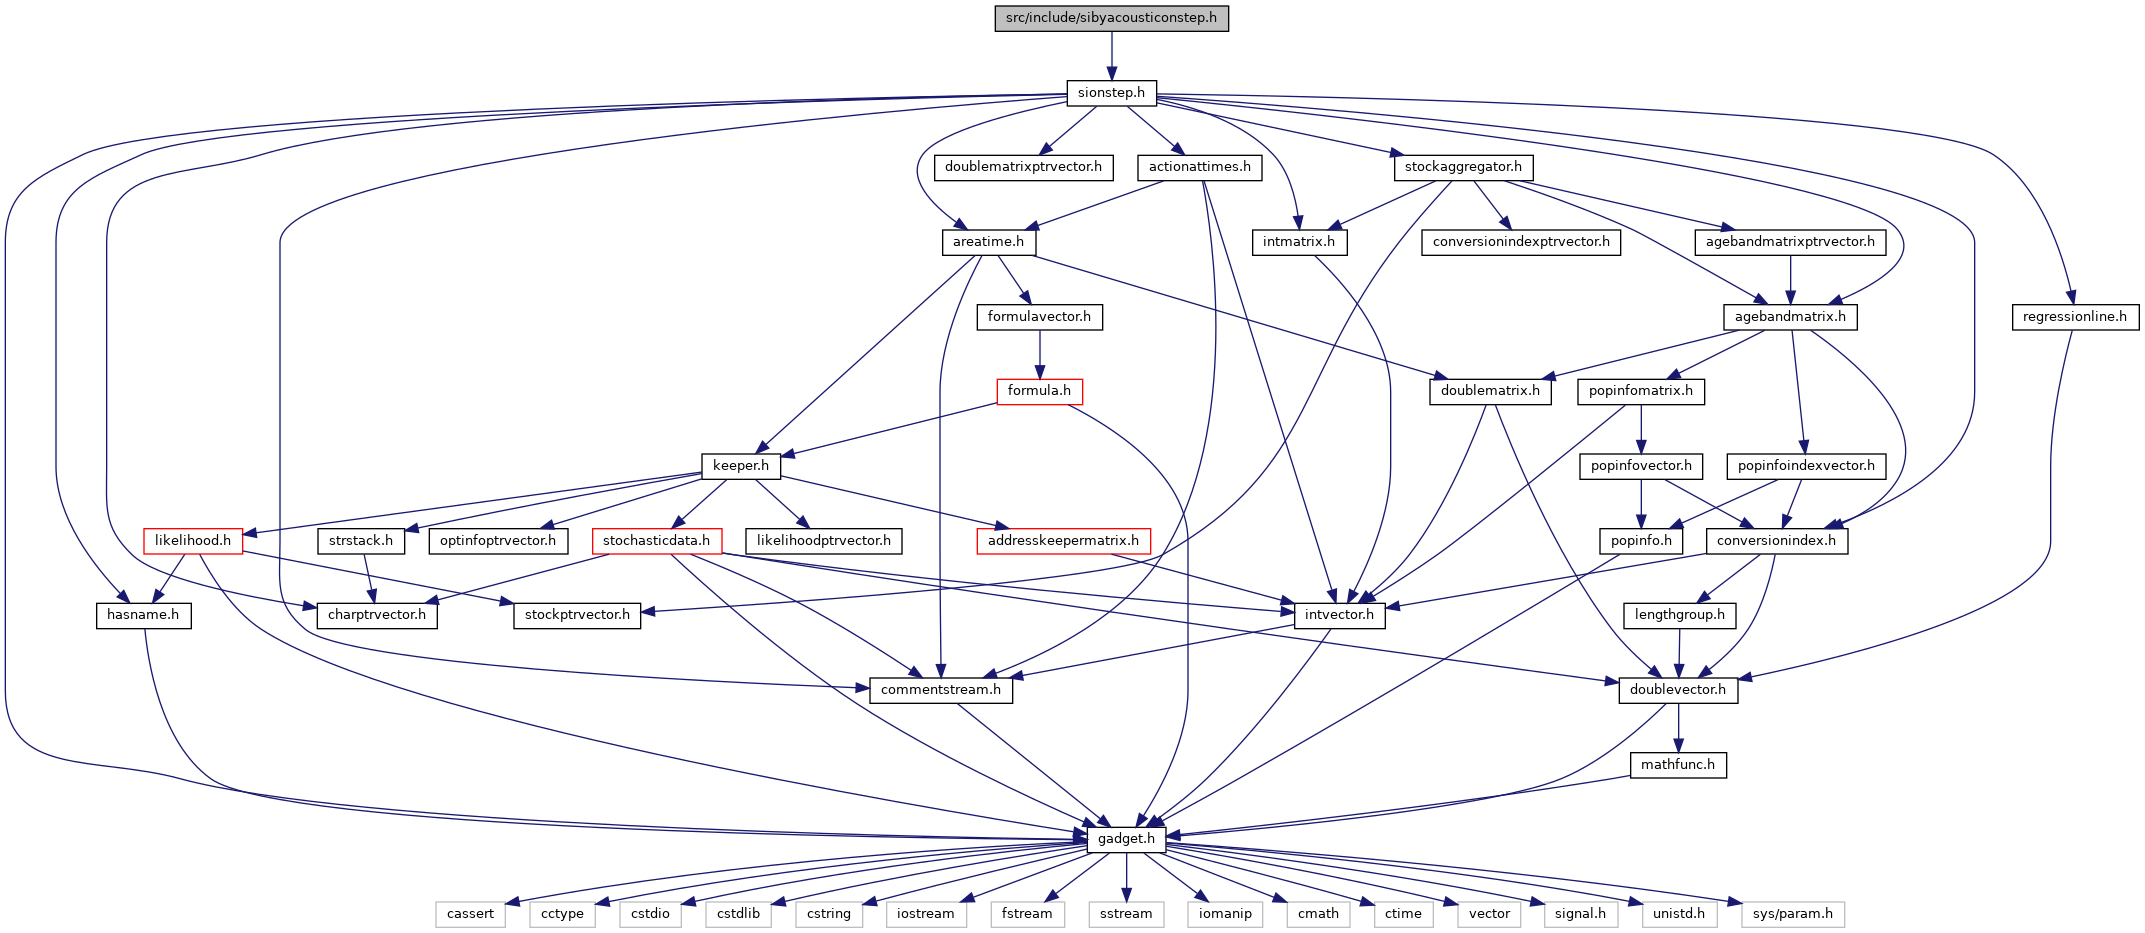 src/include/sibyacousticonstep.h
sionstep.h
doublematrixptrvector.h
actionattimes.h
stockaggregator.h
areatime.h
intmatrix.h
conversionindexptrvector.h
agebandmatrixptrvector.h
formulavector.h
agebandmatrix.h
regressionline.h
formula.h
doublematrix.h
popinfomatrix.h
keeper.h
popinfovector.h
popinfoindexvector.h
likelihood.h
strstack.h
optinfoptrvector.h
stochasticdata.h
likelihoodptrvector.h
addresskeepermatrix.h
popinfo.h
conversionindex.h
hasname.h
charptrvector.h
stockptrvector.h
intvector.h
lengthgroup.h
commentstream.h
doublevector.h
mathfunc.h
gadget.h
cassert
cctype
cstdio
cstdlib
cstring
iostream
fstream
sstream
iomanip
cmath
ctime
vector
signal.h
unistd.h
sys/param.h